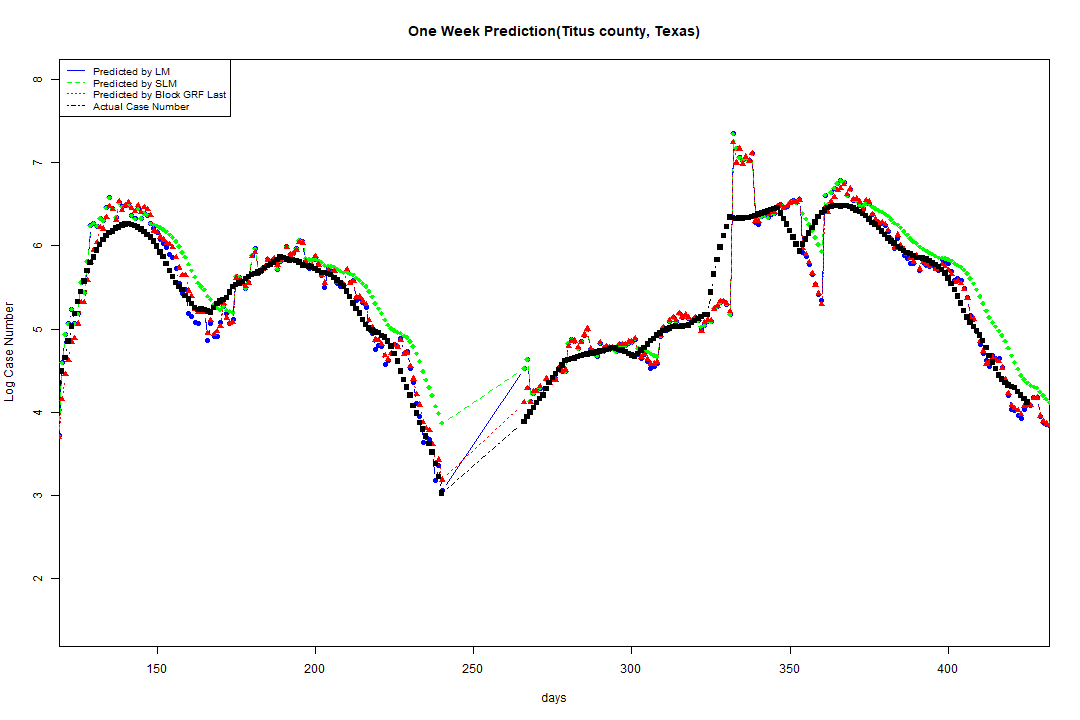 One Week Prediction(Titus county, Texas)
Predicted by LM
Predicted by SLM
Predicted by Block GRF Last
Actual Case Number
Log Case Number
8
7
6
5
4
3
2
150 200 250 300 350 400
days